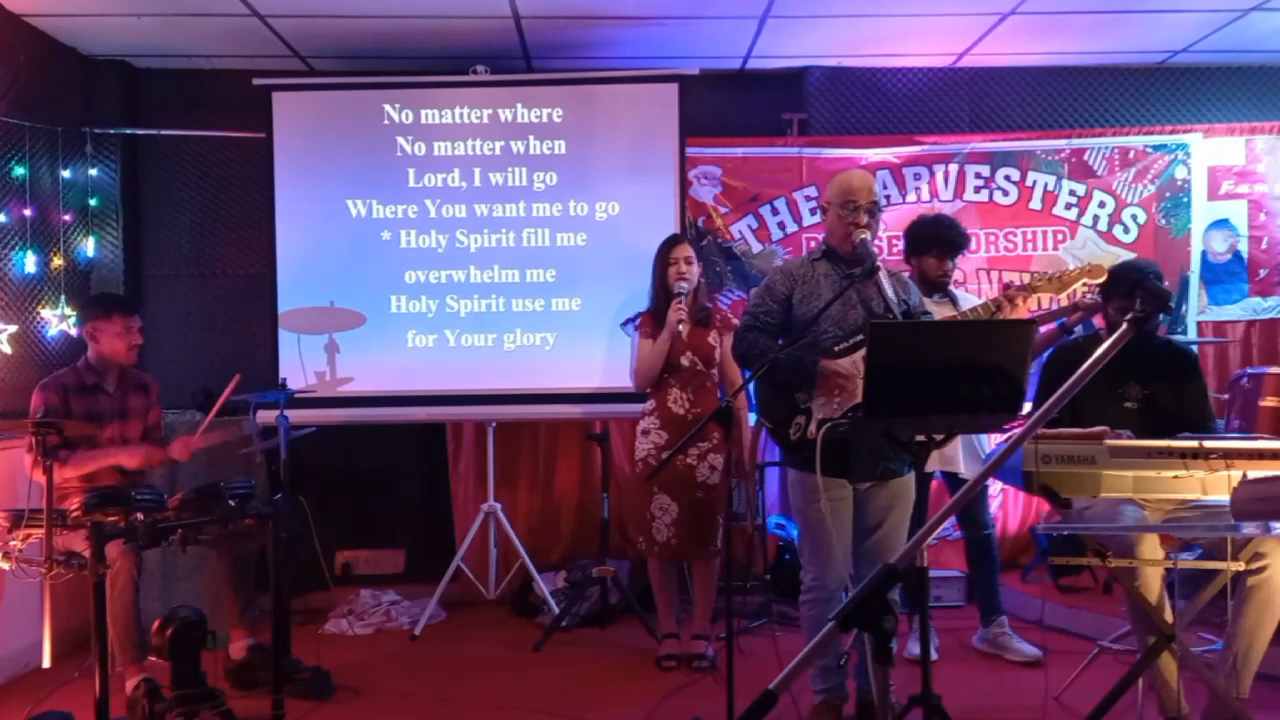 No matter where
No matter when
Lord, I will go
Where You want me to go
* Holy Spirit fill me
overwhelm me
Holy Spirit use me
for Your glory
THE ARVESTERS
ORSHIP
NUX
YAMAHA